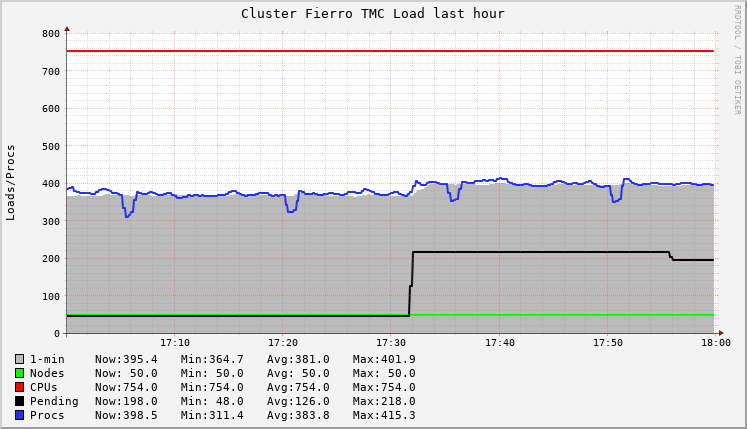 Cluster Fierro TMC Load last hour
RRDTOOL / TOBI OETIKER
Loads/Procs
800
700
600
500
400
300
200
100
0
17:10 17:20 17:30 17:40 17:50 18:00
1-min Now:395.4 Min:364.7 Avg:381.0 Max:401.9
Nodes Now: 50.0 Min: 50.0 Avg: 50.0 Max: 50.0
CPUs Now:754.0 Min:754.0 Avg:754.0 Max:754.0
Pending Now:198.0 Min: 48.0 Avg:126.0 Max:218.0
Procs Now:398.5 Min:311.4 Avg:383.8 Max:415.3